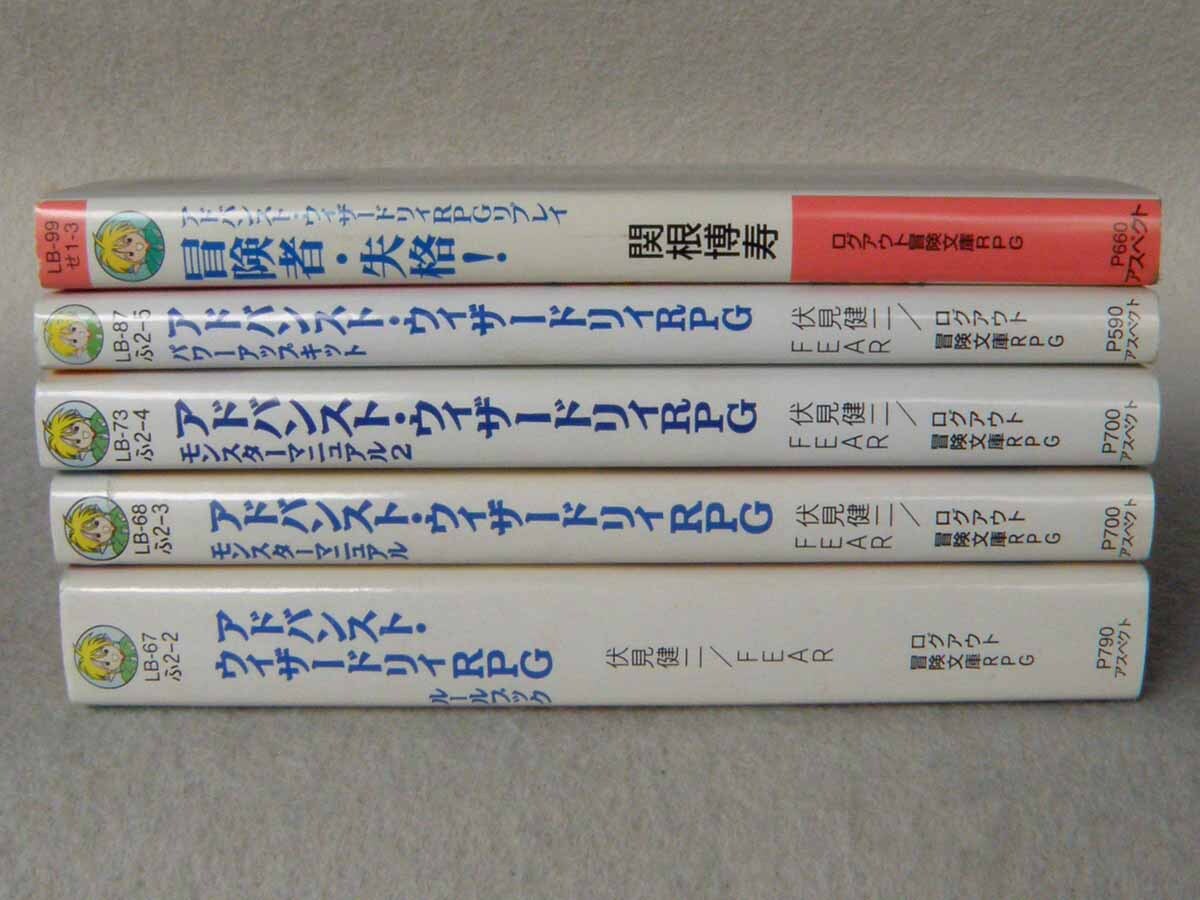 LB-99
せ1-3
アドバンスト・ウィザードリィRPGリプレイ
冒険者・失格!
関根博寿
ログアウト冒険文庫RPG
P660
アスペクト
LB-87
ふ2-5
アドバンスト・ウィザードリィRPG
パワーアップキット
伏見健二/
FEAR
ログアウト
冒険文庫RPG
P590
アスペクト
LB-73
ふ2-4
アドバンスト・ウィザードリィRPG
モンスターマニュアル2
伏見健二/
FEAR
ログアウト
冒険文庫RPG
P700
アスペクト
LB-68
ふ2-3
アドバンスト・ウィザードリィRPG
モンスターマニュアル
伏見健二/
FEAR
ログアウト
冒険文庫RPG
P700
アスペクト
LB-67
ふ2-2
アドバンスト・
ウィザードリィRPG
ルールブック
伏見健二/FEAR
ログアウト
冒険文庫RPG
P790
アスペクト